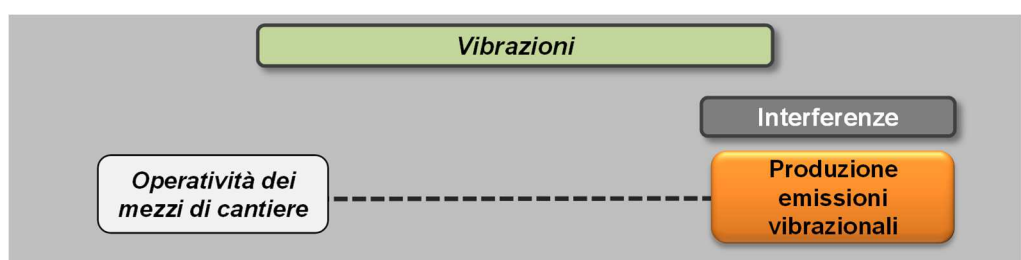 Vibrazioni
Interferenze
Operatività dei
mezzi di cantiere
Produzione
emissioni
vibrazionali